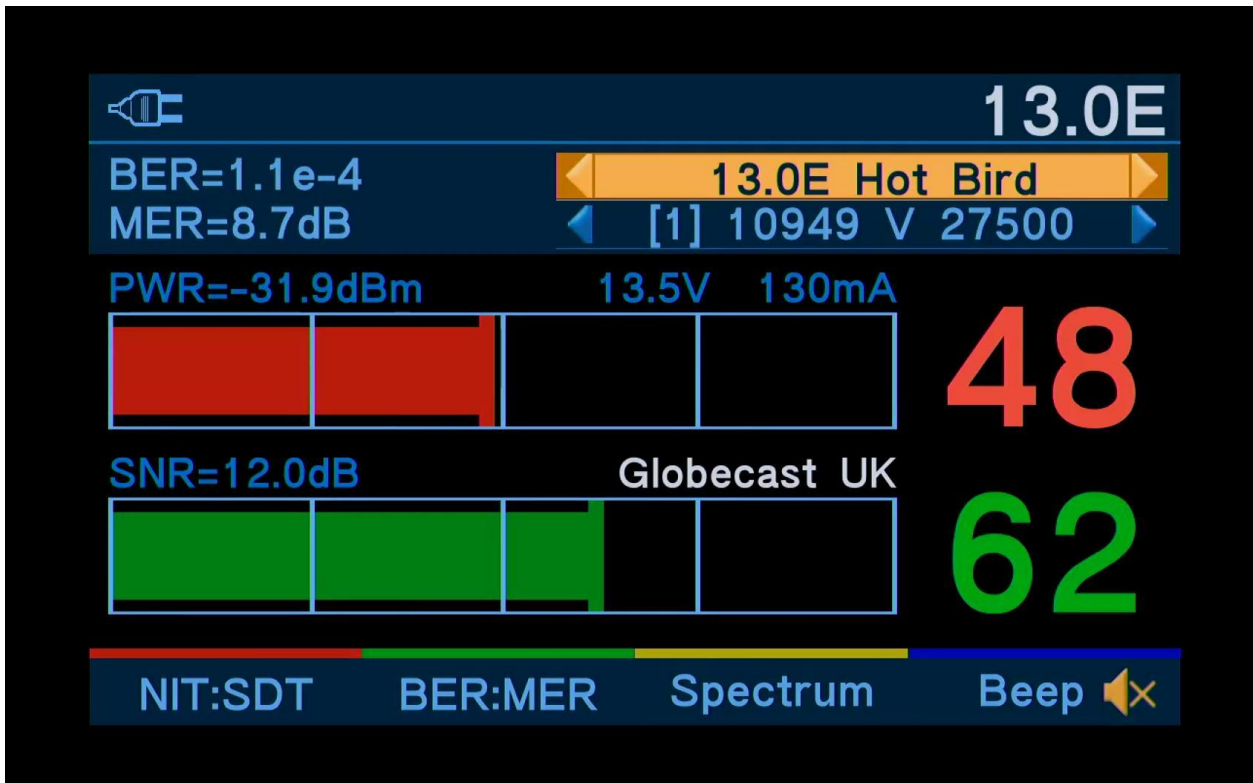 13.0E
BER=1.1e-4
13.0E Hot Bird
MER=8.7dB
[1] 10949 V 27500
PWR=-31.9dBm 13.5V 130mA
48
SNR=12.0dB Globecast UK
62
NIT:SDT BER:MER Spectrum Beep